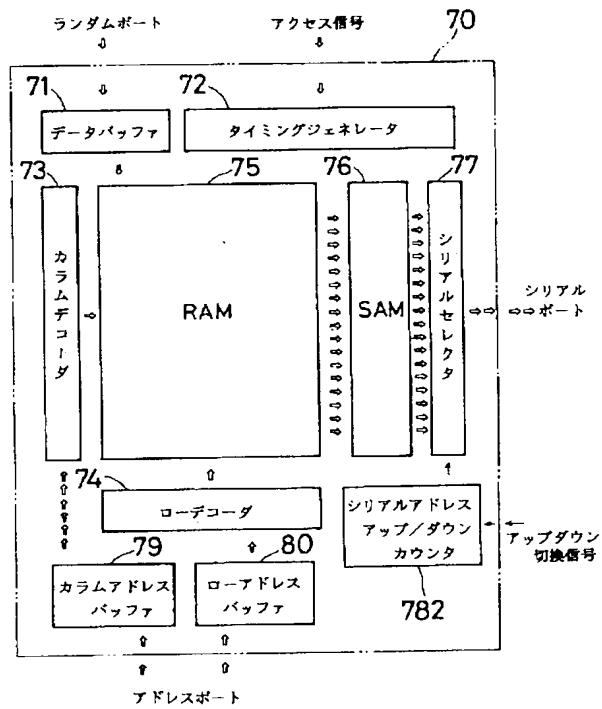 ランダムポート
アクセス信号
70
71
データバッファ
72
タイミングジェネレータ
73
カラムデコーダ
75
RAM
76
SAM
77
シリアルセレクタ
シリアル
ポート
74
ローデコーダ
シリアルアドレス
アップ/ダウン
カウンタ
782
アップダウン
切換信号
79
カラムアドレス
バッファ
80
ローアドレス
バッファ
アドレスポート